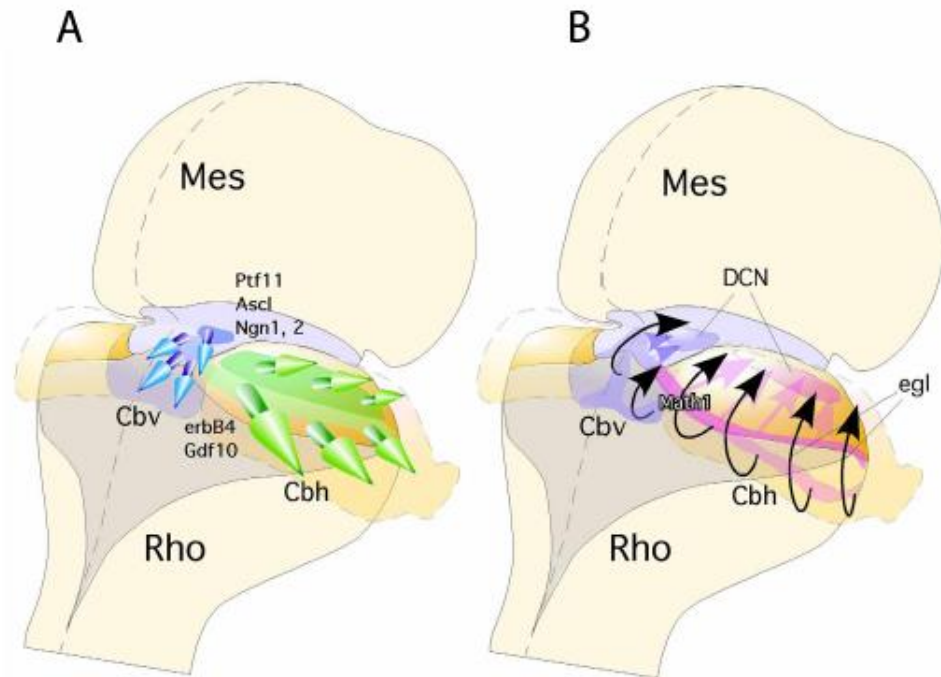 A
Mes
Ptf11
Ascl
Ngn1, 2
Cbv
erbB4
Gdf10
Cbh
Rho
B
Mes
DCN
egl
Math1
Cbv
Cbh
Rho